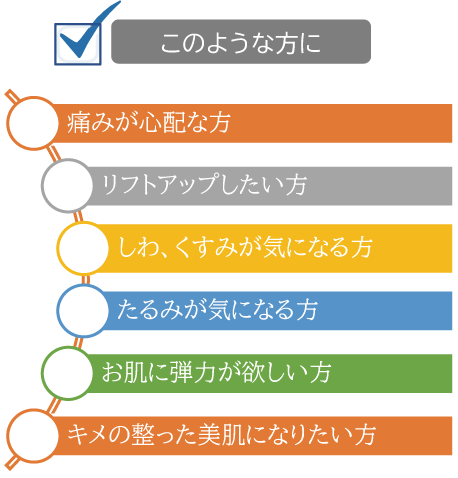 このような方に
痛みが心配な方
リフトアップしたい方
しわ、くすみが気になる方
たるみが気になる方
お肌に弾力が欲しい方
キメの整った美肌になりたい方